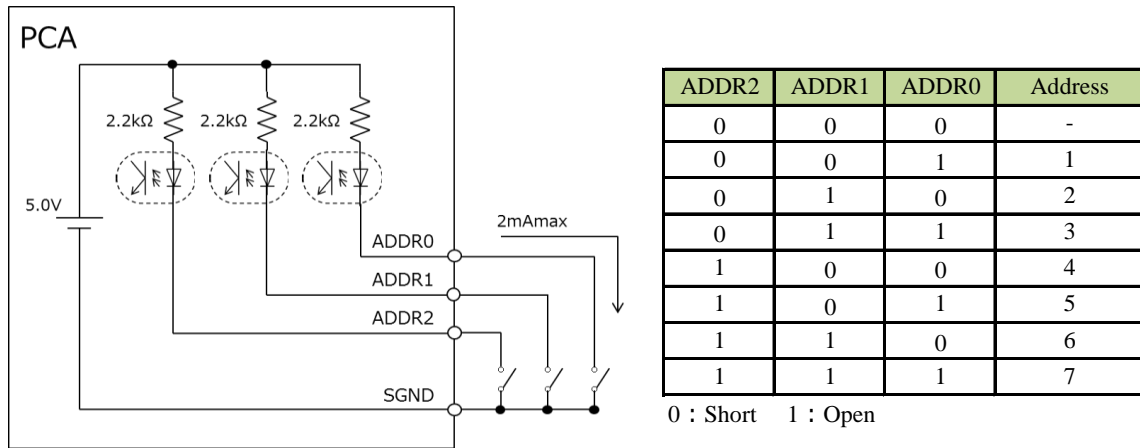 PCA
2.2kΩ 2.2kΩ 2.2kΩ
5.0V
2mAmax
ADDR0
ADDR1
ADDR2
SGND
ADDR2 ADDR1 ADDR0 Address
0 0 0 -
0 0 1 1
0 1 0 2
0 1 1 3
1 0 0 4
1 0 1 5
1 1 0 6
1 1 1 7
0：Short 1：Open